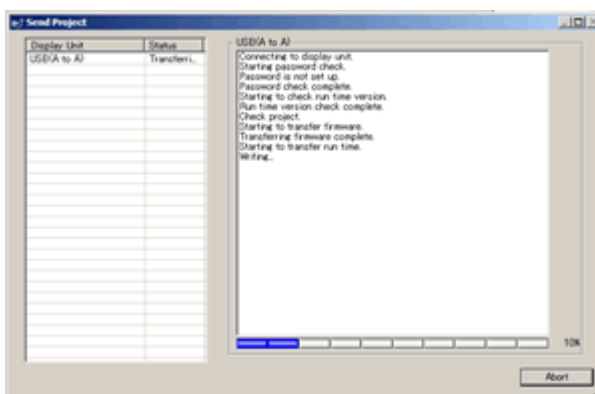 Send Project
Display Unit Status
USB(A to A) Transferri...
USB(A to A)
Connecting to display unit.
Starting password check.
Password is not set up.
Password check complete.
Starting to check run time version.
Run time version check complete.
Check project.
Starting to transfer firmware.
Transferring firmware complete.
Starting to transfer run time.
Writing...
10%
Abort